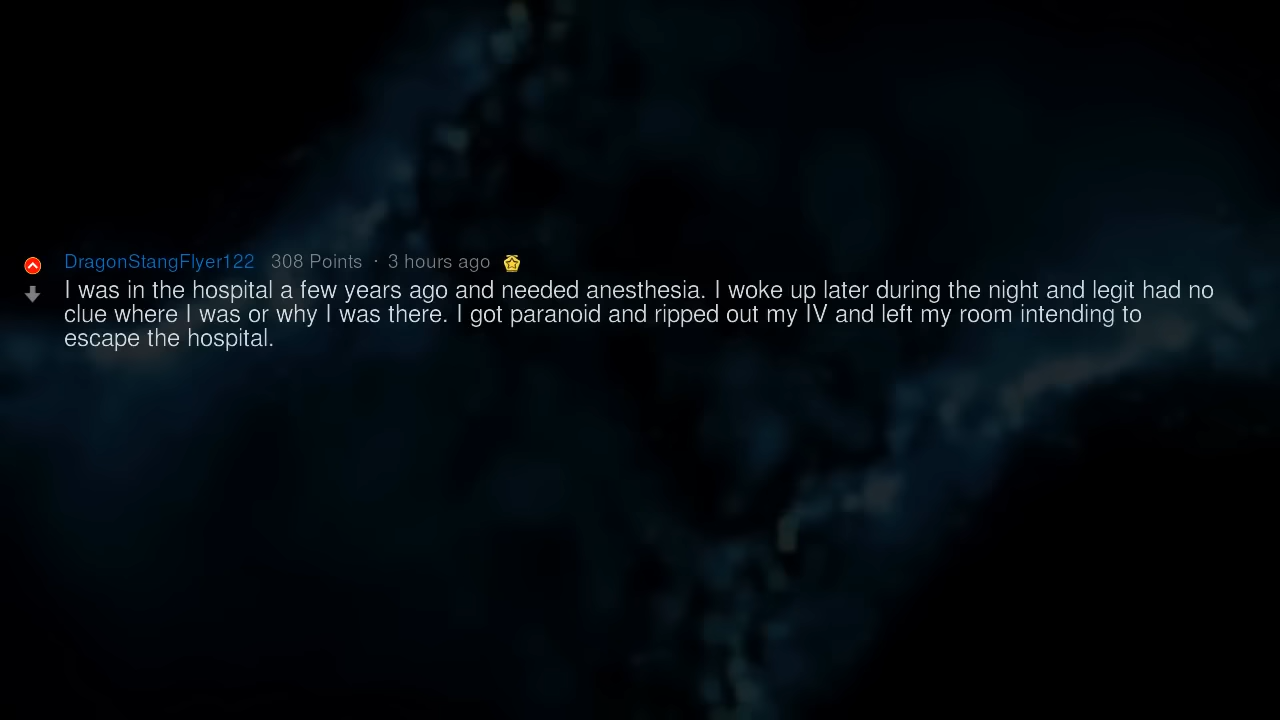 DragonStangFlyer122 308 Points · 3 hours ago
I was in the hospital a few years ago and needed anesthesia. I woke up later during the night and legit had no
clue where I was or why I was there. I got paranoid and ripped out my IV and left my room intending to
escape the hospital.